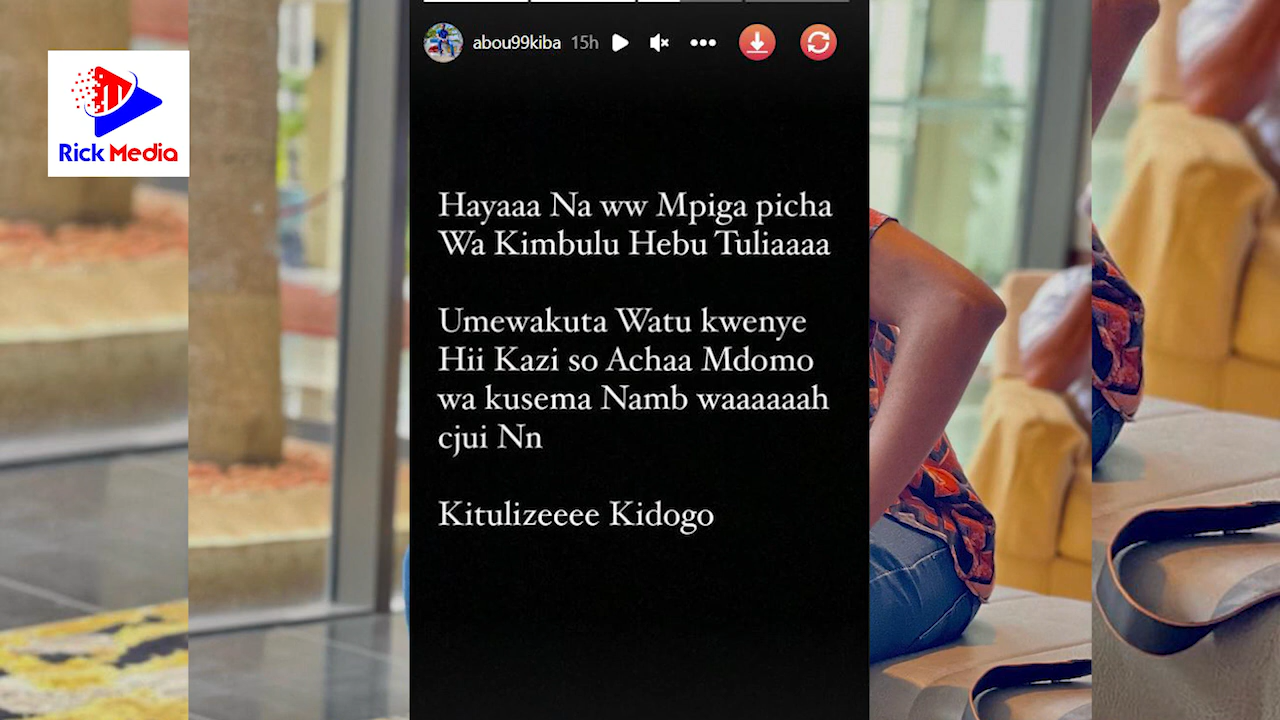 Rick Media
abou99kiba 15h
Hayaaa Na ww Mpiga picha
Wa Kimbulu Hebu Tuliaaaa
Umewakuta Watu kwenye
Hii Kazi so Achaa Mdomo
wa kusema Namb waaaaaah
cjui Nn
Kitulizeeee Kidogo